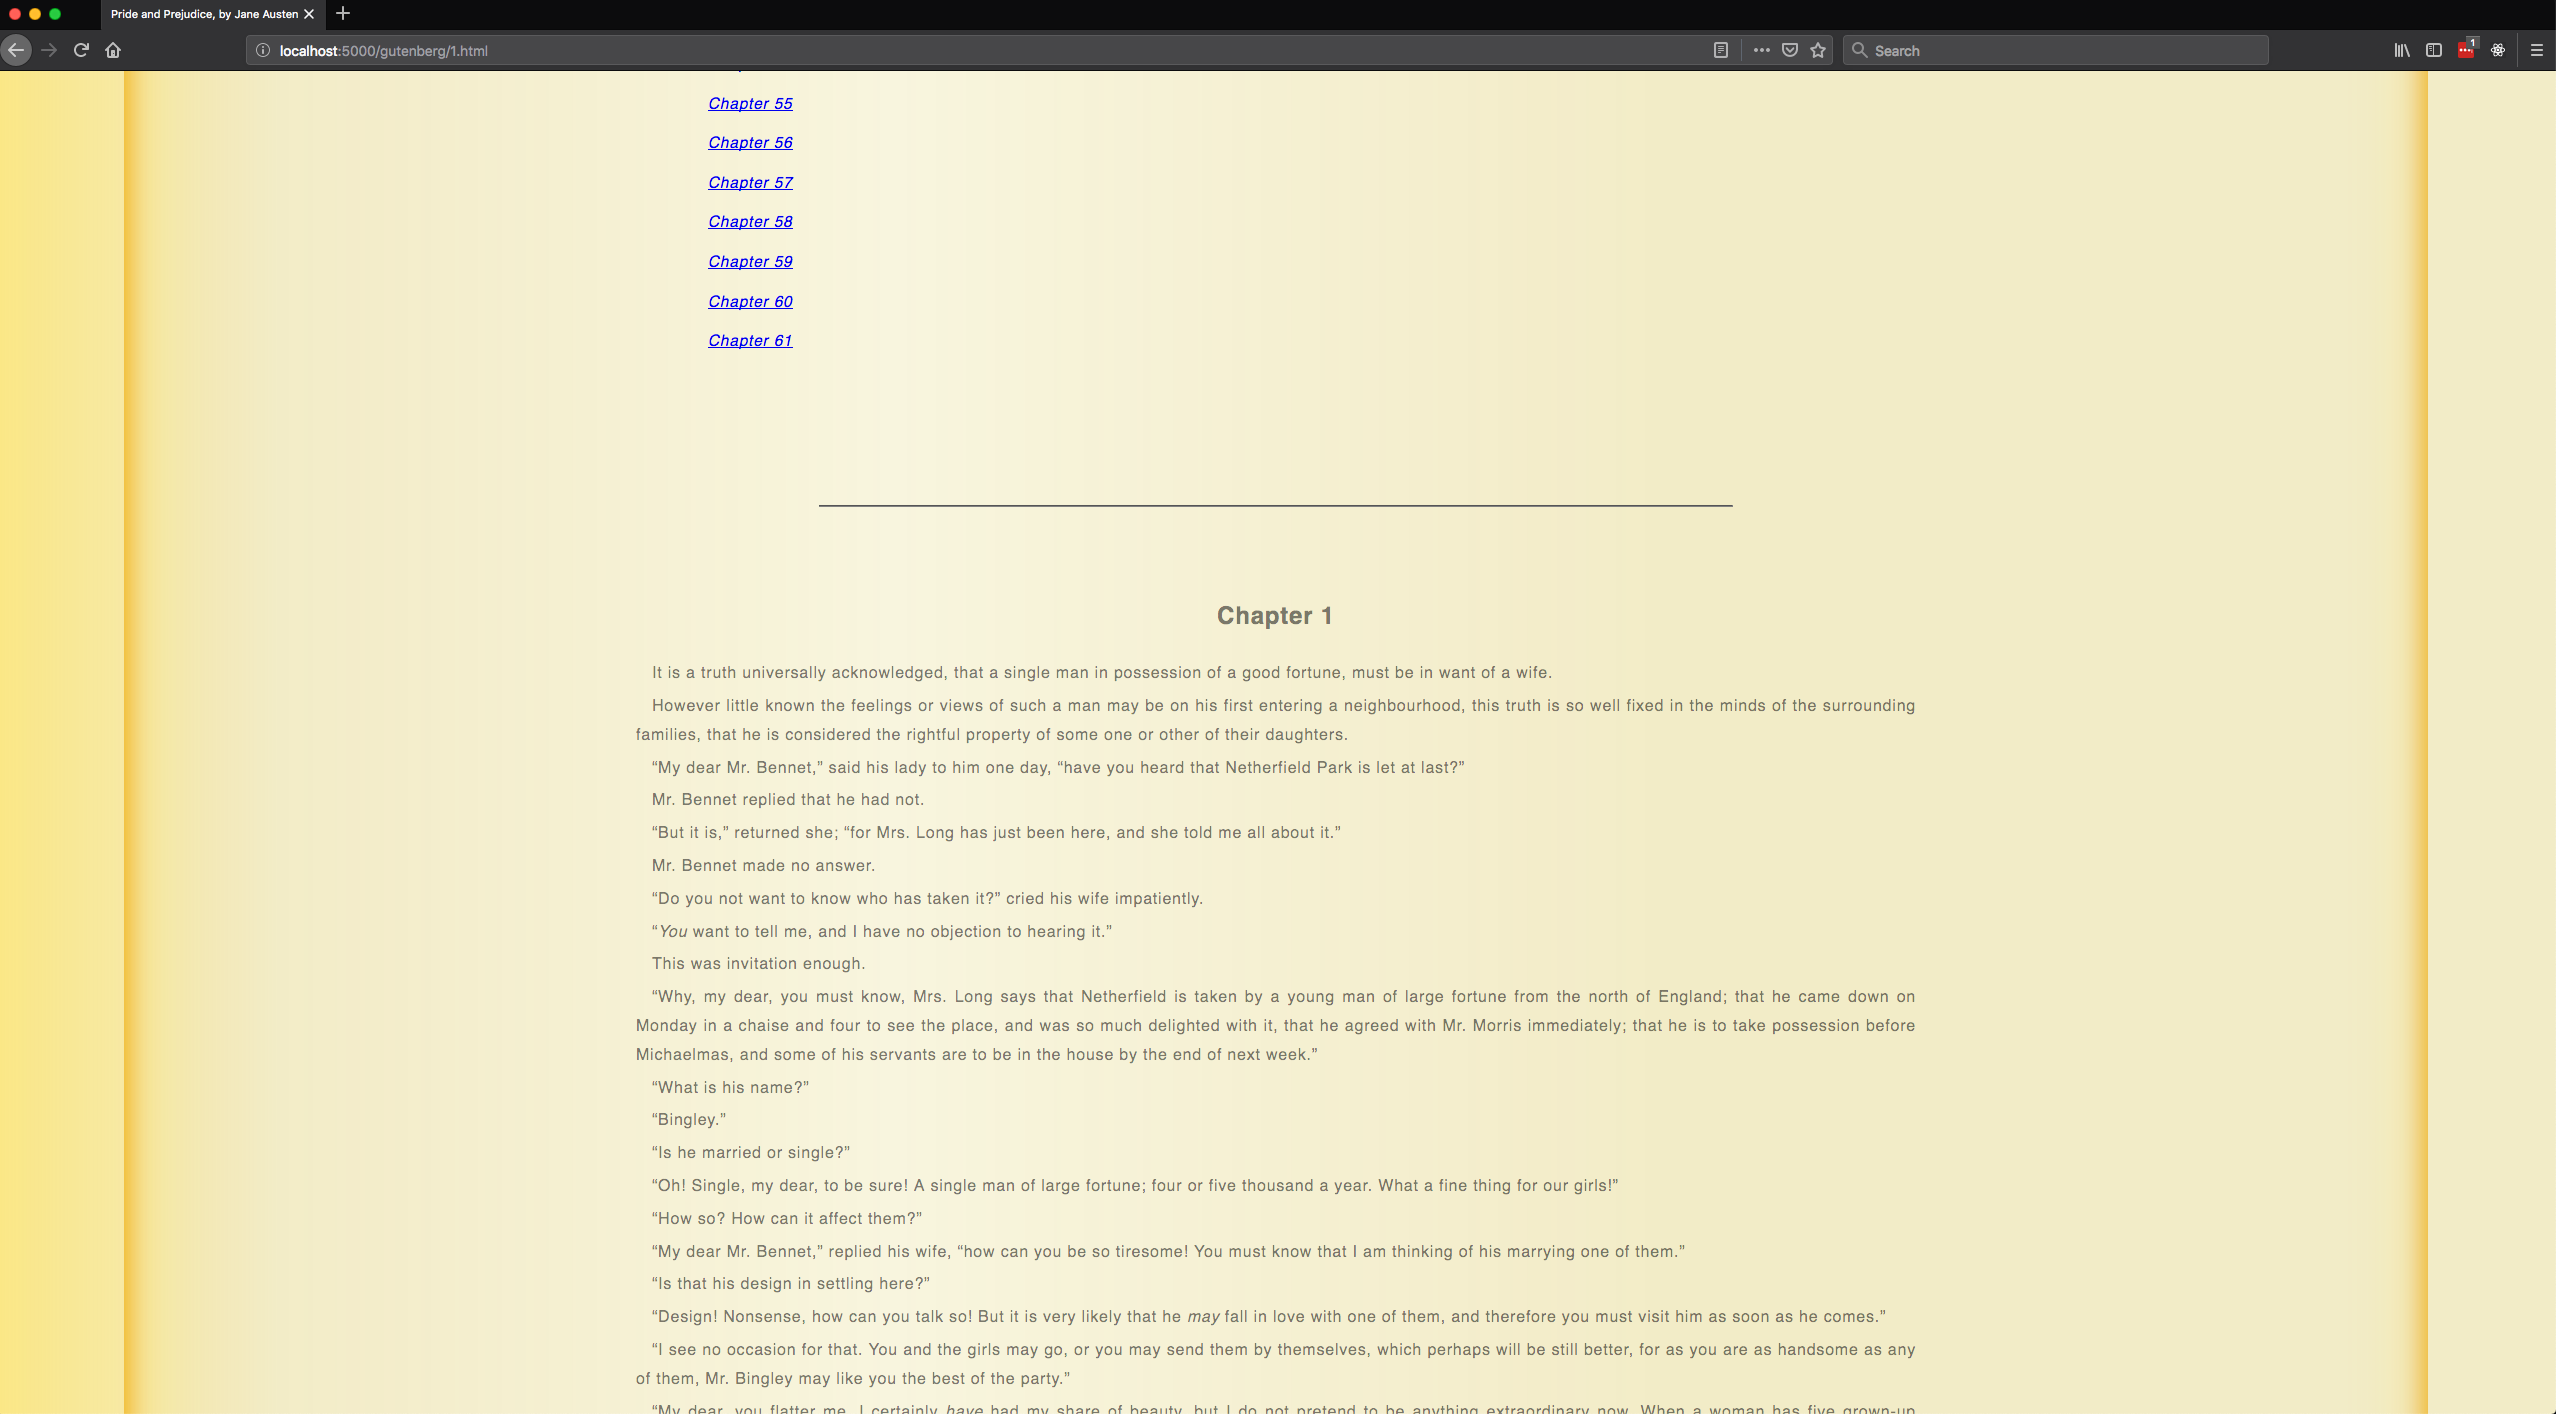 Pride and Prejudice, by Jane Austen
localhost:5000/gutenberg/1.html
Search
1
Chapter 55
Chapter 56
Chapter 57
Chapter 58
Chapter 59
Chapter 60
Chapter 61
Chapter 1
It is a truth universally acknowledged, that a single man in possession of a good fortune, must be in want of a wife.
However little known the feelings or views of such a man may be on his first entering a neighbourhood, this truth is so well fixed in the minds of the surrounding
families, that he is considered the rightful property of some one or other of their daughters.
“My dear Mr. Bennet,” said his lady to him one day, “have you heard that Netherfield Park is let at last?”
Mr. Bennet replied that he had not.
“But it is,” returned she; “for Mrs. Long has just been here, and she told me all about it.”
Mr. Bennet made no answer.
“Do you not want to know who has taken it?” cried his wife impatiently.
“You want to tell me, and I have no objection to hearing it.”
This was invitation enough.
“Why, my dear, you must know, Mrs. Long says that Netherfield is taken by a young man of large fortune from the north of England; that he came down on
Monday in a chaise and four to see the place, and was so much delighted with it, that he agreed with Mr. Morris immediately; that he is to take possession before
Michaelmas, and some of his servants are to be in the house by the end of next week.”
“What is his name?”
“Bingley.”
“Is he married or single?”
“Oh! Single, my dear, to be sure! A single man of large fortune; four or five thousand a year. What a fine thing for our girls!”
“How so? How can it affect them?”
“My dear Mr. Bennet,” replied his wife, “how can you be so tiresome! You must know that I am thinking of his marrying one of them.”
“Is that his design in settling here?”
“Design! Nonsense, how can you talk so! But it is very likely that he may fall in love with one of them, and therefore you must visit him as soon as he comes.”
“I see no occasion for that. You and the girls may go, or you may send them by themselves, which perhaps will be still better, for as you are as handsome as any
of them, Mr. Bingley may like you the best of the party.”
“My dear, you flatter me. I certainly have had my share of beauty, but I do not pretend to be anything extraordinary now. When a woman has five grown-up